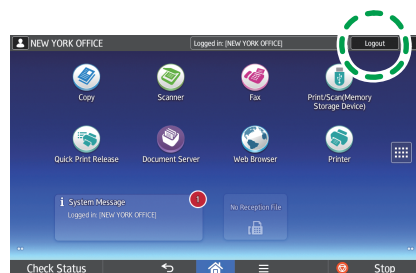 NEW YORK OFFICE
Logged in: [NEW YORK OFFICE]
Logout
Copy
Scanner
Fax
Print/Scan(Memory
Storage Device)
Quick Print Release
Document Server
Web Browser
Printer
System Message
1
Logged in: [NEW YORK OFFICE]
No Reception File
Check Status
Stop